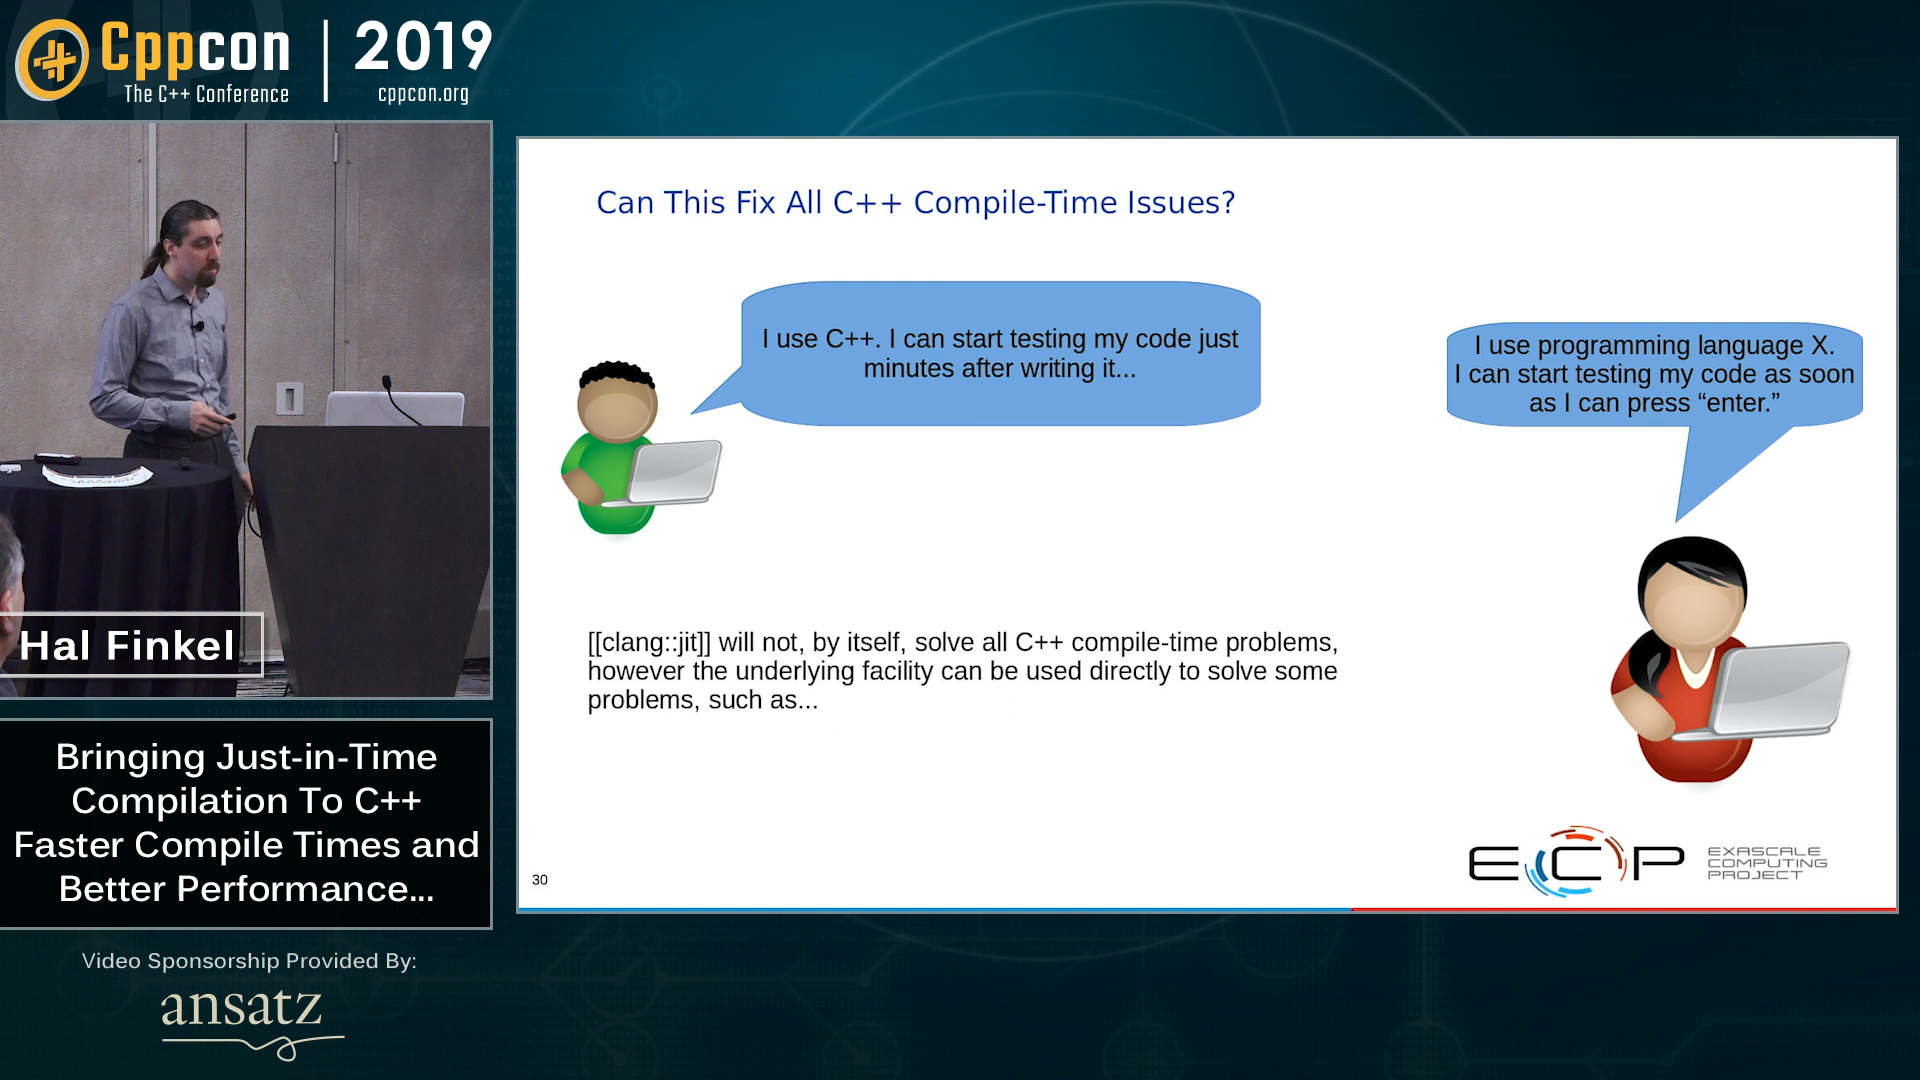 Cppcon
The C++ Conference
2019
cppcon.org
Hal Finkel
Bringing Just-in-Time
Compilation To C++
Faster Compile Times and
Better Performance...
Video Sponsorship Provided By:
ansatz
Can This Fix All C++ Compile-Time Issues?
I use C++. I can start testing my code just
minutes after writing it...
I use programming language X.
I can start testing my code as soon
as I can press “enter.”
[[clang::jit]] will not, by itself, solve all C++ compile-time problems,
however the underlying facility can be used directly to solve some
problems, such as...
30
ECP
EXASCALE
COMPUTING
PROJECT